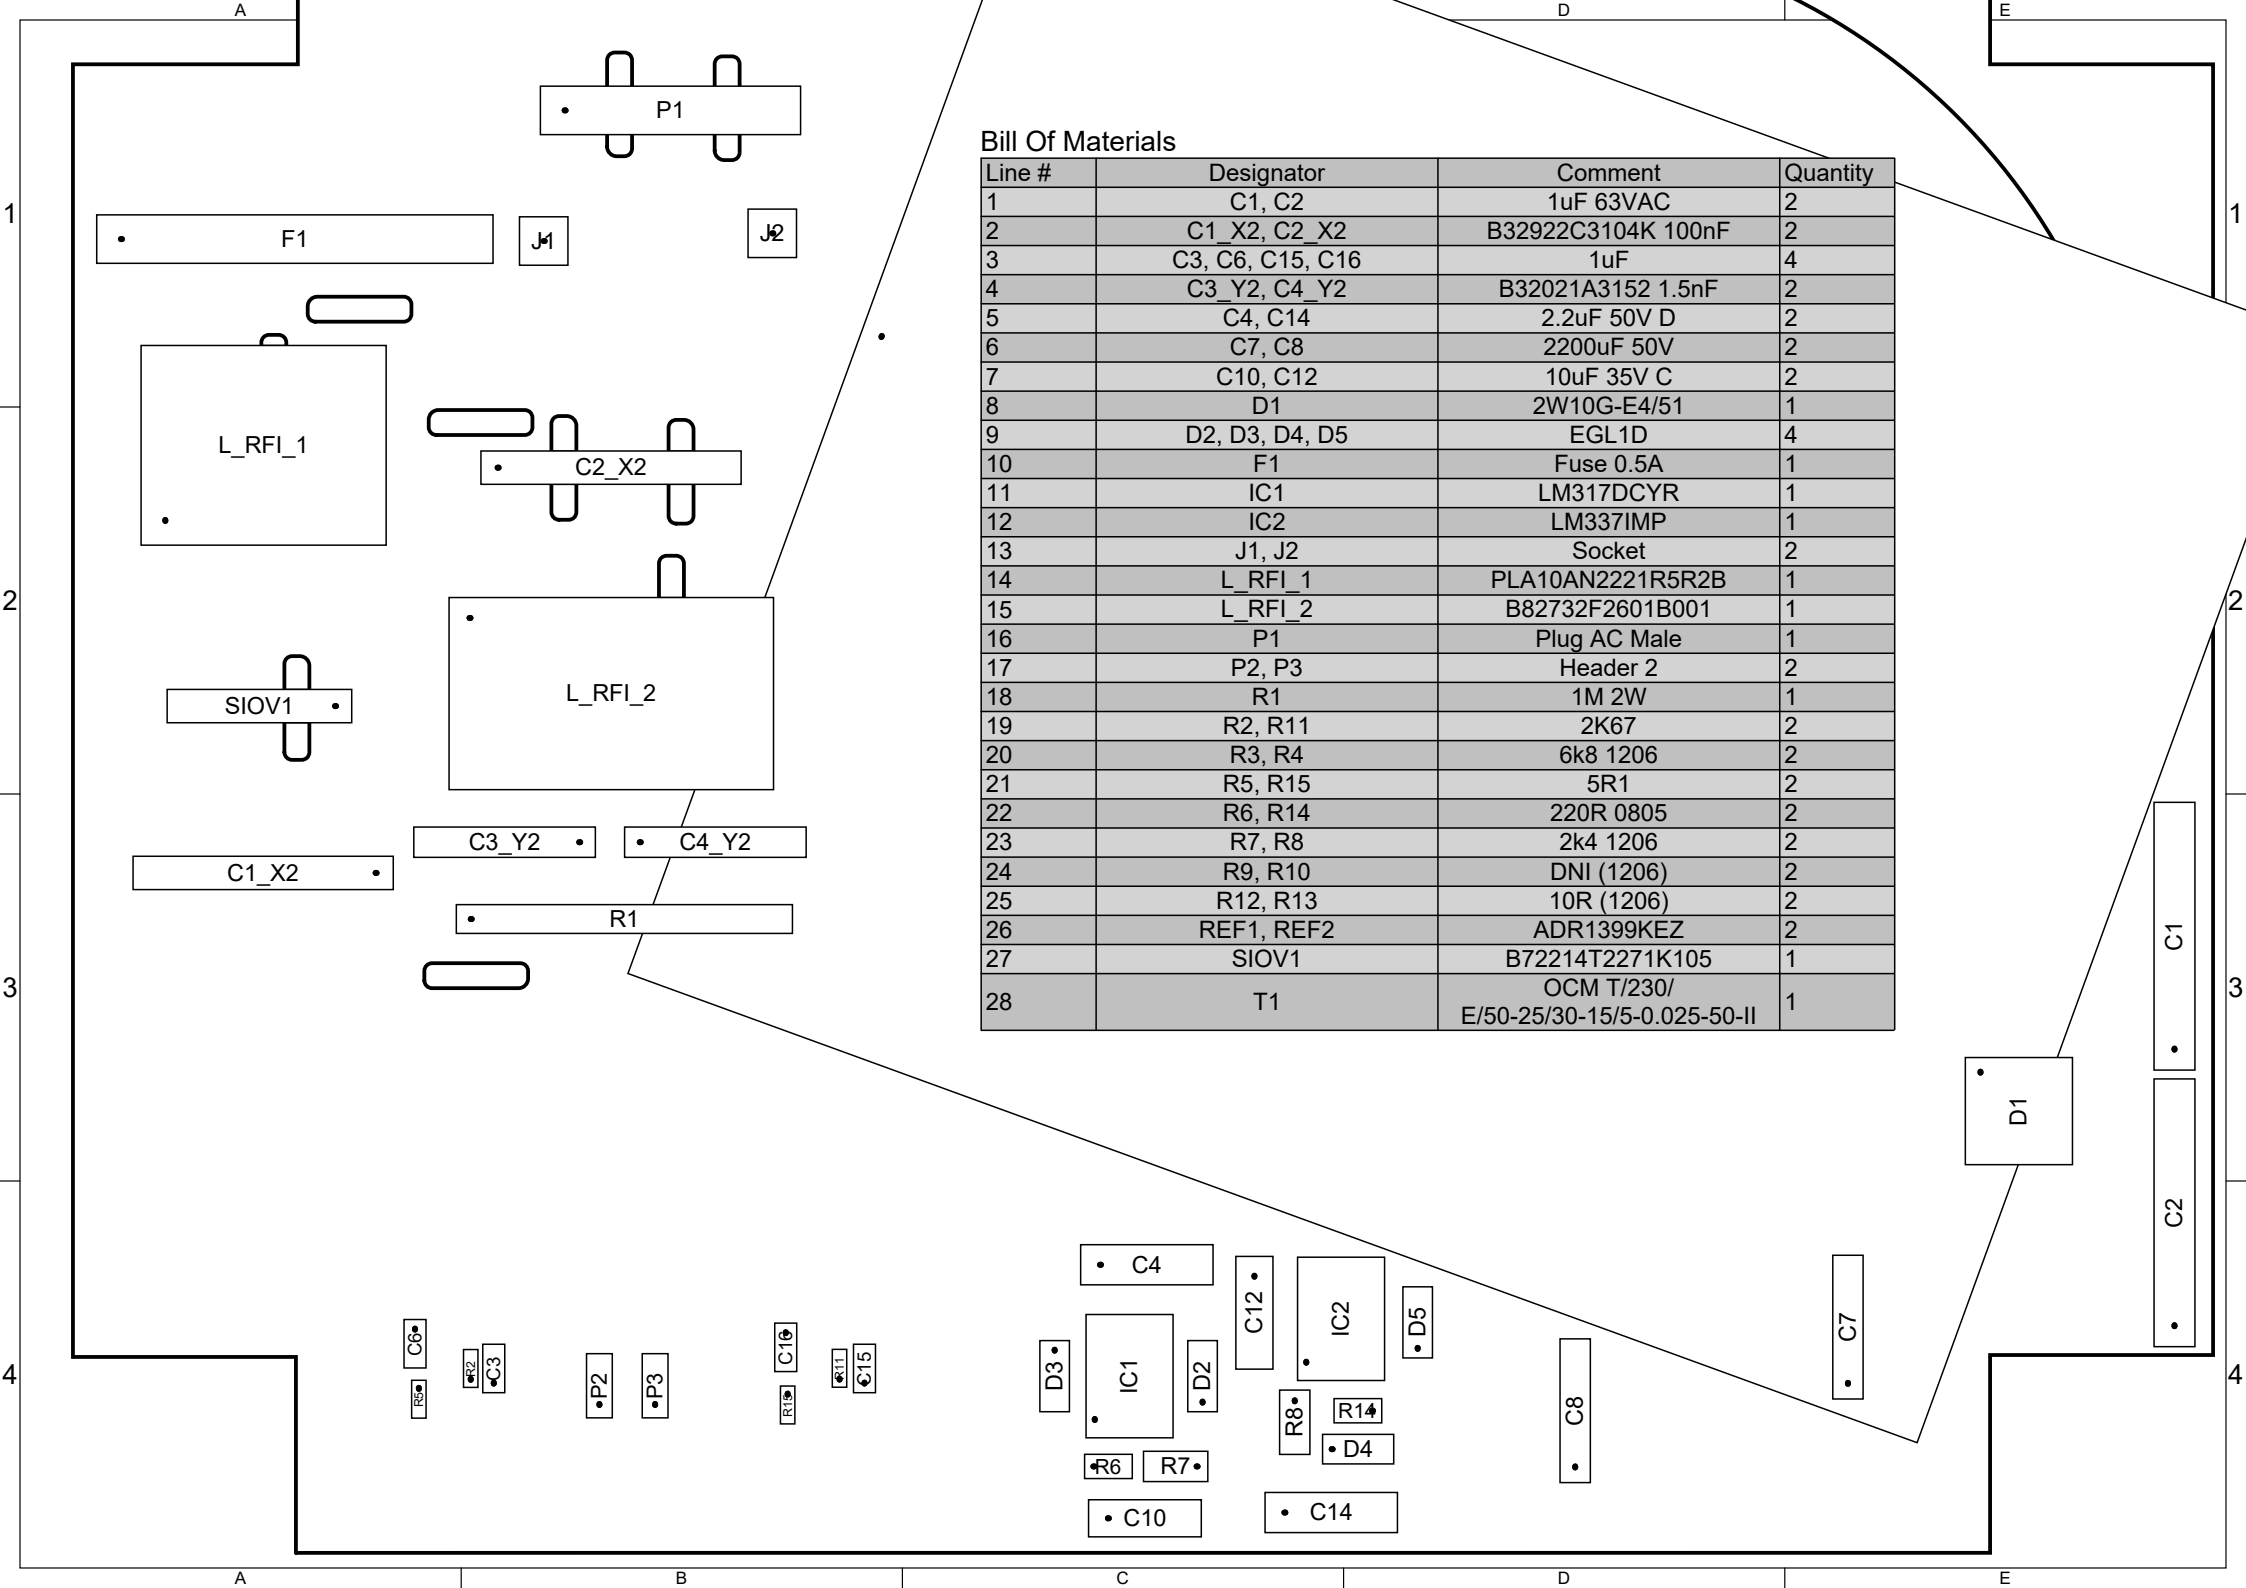 A
D
E
P1
Bill Of Materials
Line # Designator Comment Quantity
1 C1, C2 1uF 63VAC 2
2 C1_X2, C2_X2 B32922C3104K 100nF 2
3 C3, C6, C15, C16 1uF 4
4 C3_Y2, C4_Y2 B32021A3152 1.5nF 2
5 C4, C14 2.2uF 50V D 2
6 C7, C8 2200uF 50V 2
7 C10, C12 10uF 35V C 2
8 D1 2W10G-E4/51 1
9 D2, D3, D4, D5 EGL1D 4
10 F1 Fuse 0.5A 1
11 IC1 LM317DCYR 1
12 IC2 LM337IMP 1
13 J1, J2 Socket 2
14 L_RFI_1 PLA10AN2221R5R2B 1
15 L_RFI_2 B82732F2601B001 1
16 P1 Plug AC Male 1
17 P2, P3 Header 2 2
18 R1 1M 2W 1
19 R2, R11 2K67 2
20 R3, R4 6k8 1206 2
21 R5, R15 5R1 2
22 R6, R14 220R 0805 2
23 R7, R8 2k4 1206 2
24 R9, R10 DNI (1206) 2
25 R12, R13 10R (1206) 2
26 REF1, REF2 ADR1399KEZ 2
27 SIOV1 B72214T2271K105 1
28 T1 OCM T/230/
E/50-25/30-15/5-0.025-50-II 1
1
1
F1
J1
J2
L_RFI_1
C2_X2
2
2
L_RFI_2
SIOV1
C3_Y2
C4_Y2
C1_X2
R1
C1
3
3
D1
C2
C4
C12
IC2
D5
C7
C6
R2
C3
R5
P2
P3
C16
R11
C15
R15
D3
IC1
D2
4
4
R8
R14
D4
C8
R6
R7
C10
C14
A
B
C
D
E